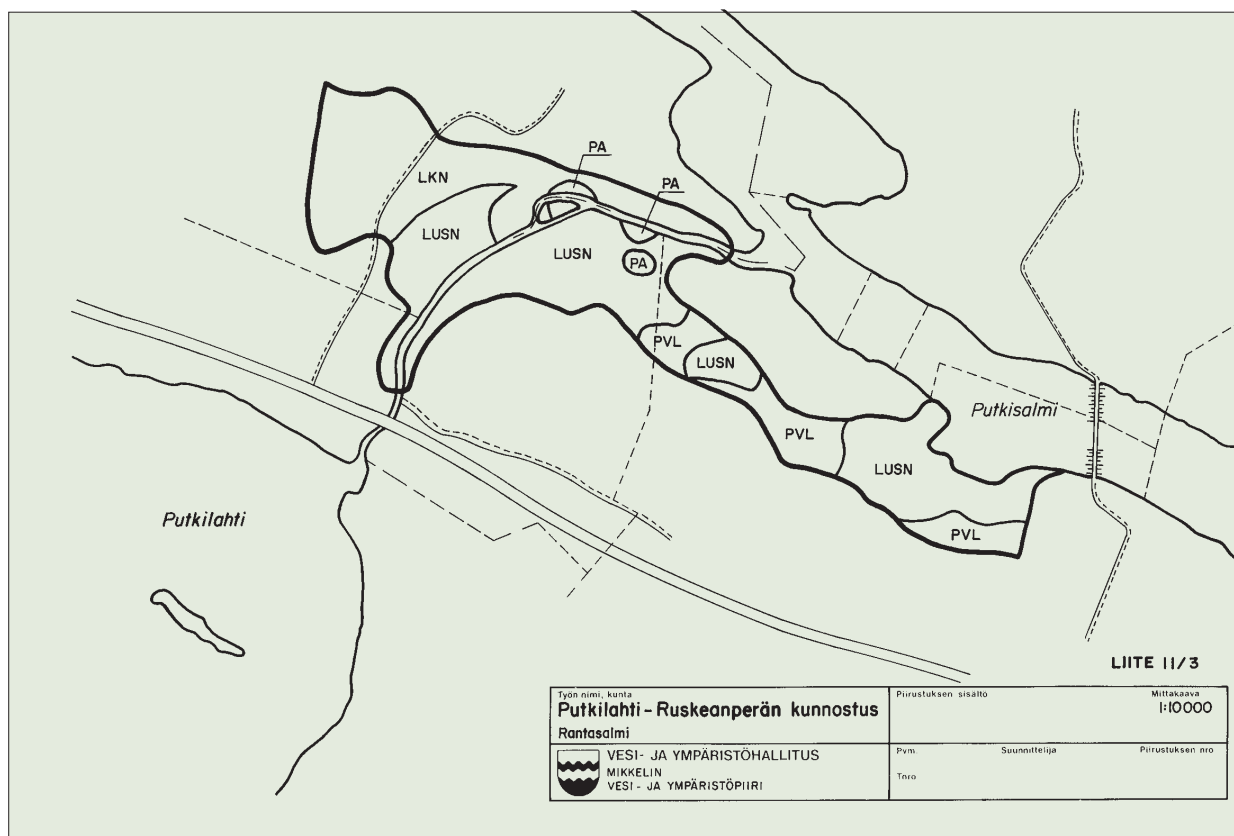 PA
PA
LKN
LUSN
LUSN
PA
PVL
LUSN
Putkisalmi
PVL
LUSN
Putkilahti
PVL
LIITE 11/3
Työn nimi, kunta
Putkilahti - Ruskeanperän kunnostus
Rantasalmi
Piirustuksen sisältö
Mittakaava
1:10000
VESI- JA YMPÄRISTÖHALLITUS
MIKKELIN
VESI- JA YMPÄRISTÖPIIRI
Pvm
Suunnittelija
Piirustuksen nro
Tnro